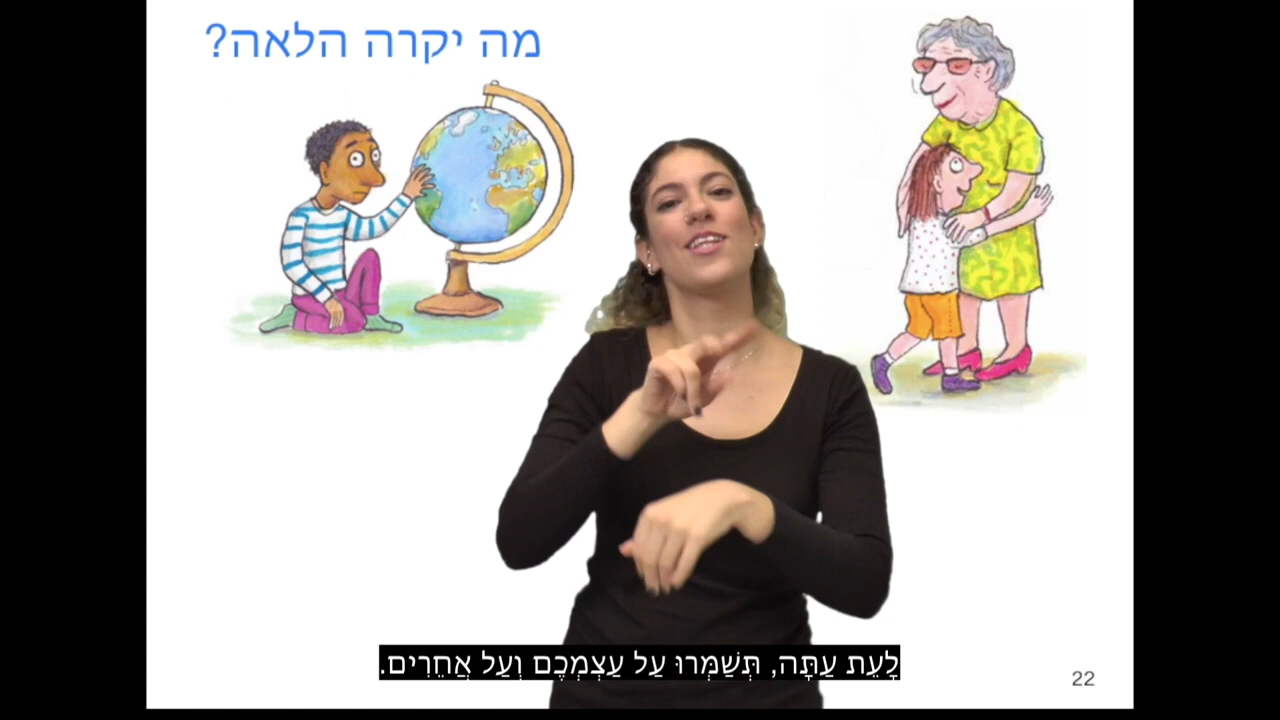 מה יקרה הלאה?
לָעֵת עַתָּה, תְּשַׁמְּרוּ עַל עַצְמְכֶם וְעַל אֲחֵרִים.
22